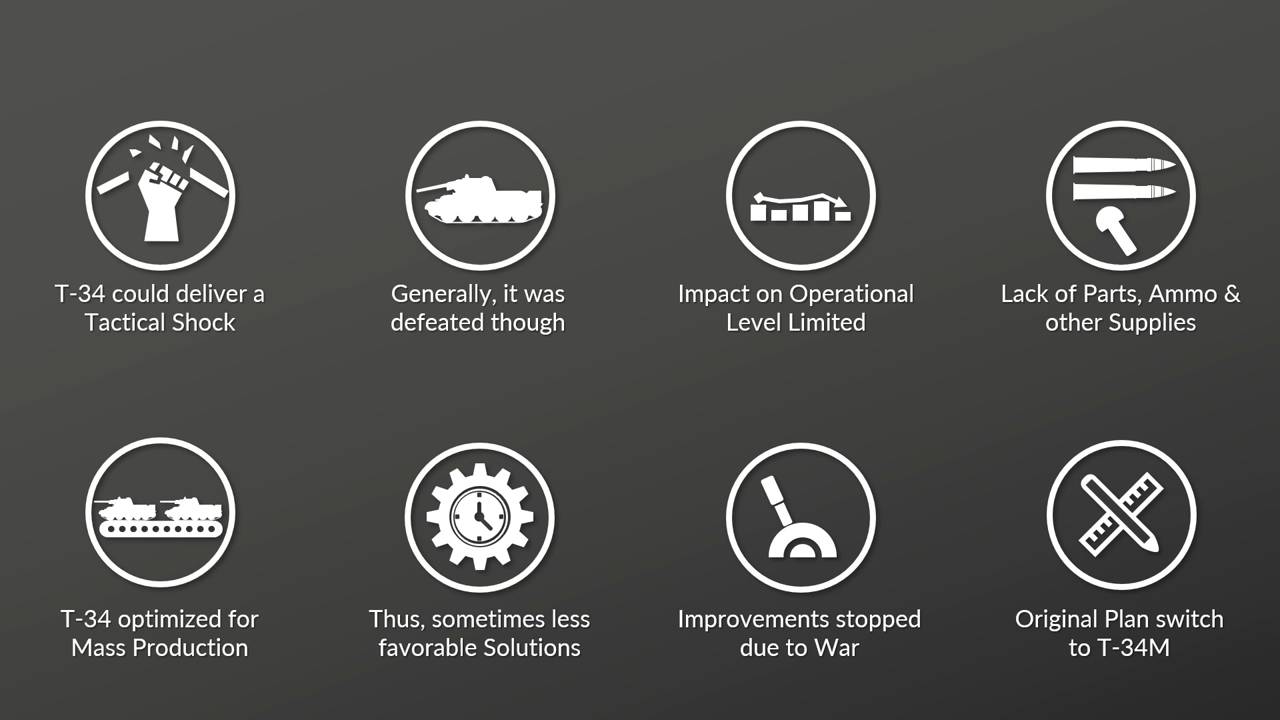 T-34 could deliver a
Tactical Shock
Generally, it was
defeated though
Impact on Operational
Level Limited
Lack of Parts, Ammo &
other Supplies
T-34 optimized for
Mass Production
Thus, sometimes less
favorable Solutions
Improvements stopped
due to War
Original Plan switch
to T-34M